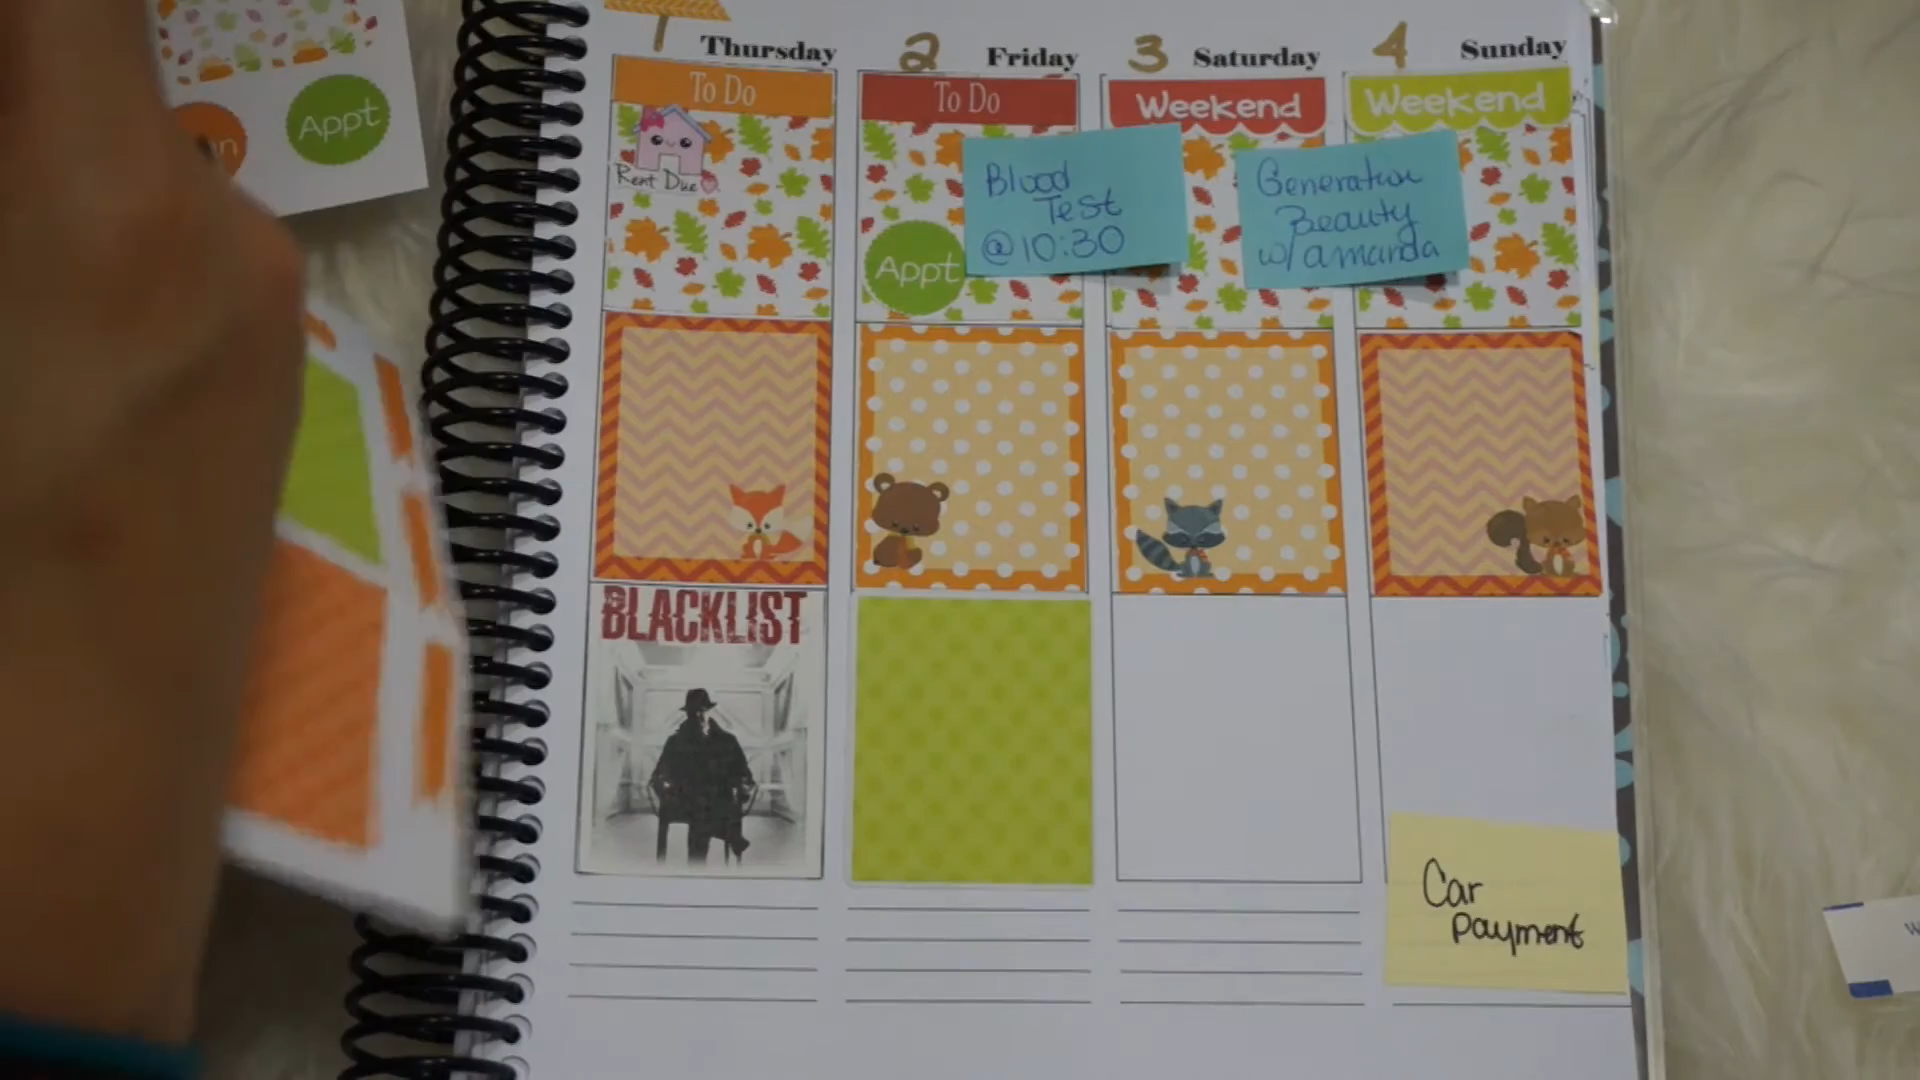 1 Thursday
2 Friday
3 Saturday
4 Sunday
To Do
To Do
Weekend
Weekend
Appt
Rent Due
Blood
Test
@10:30
Generation
Beauty
w/ amanda
Appt
BLACKLIST
Car
payment